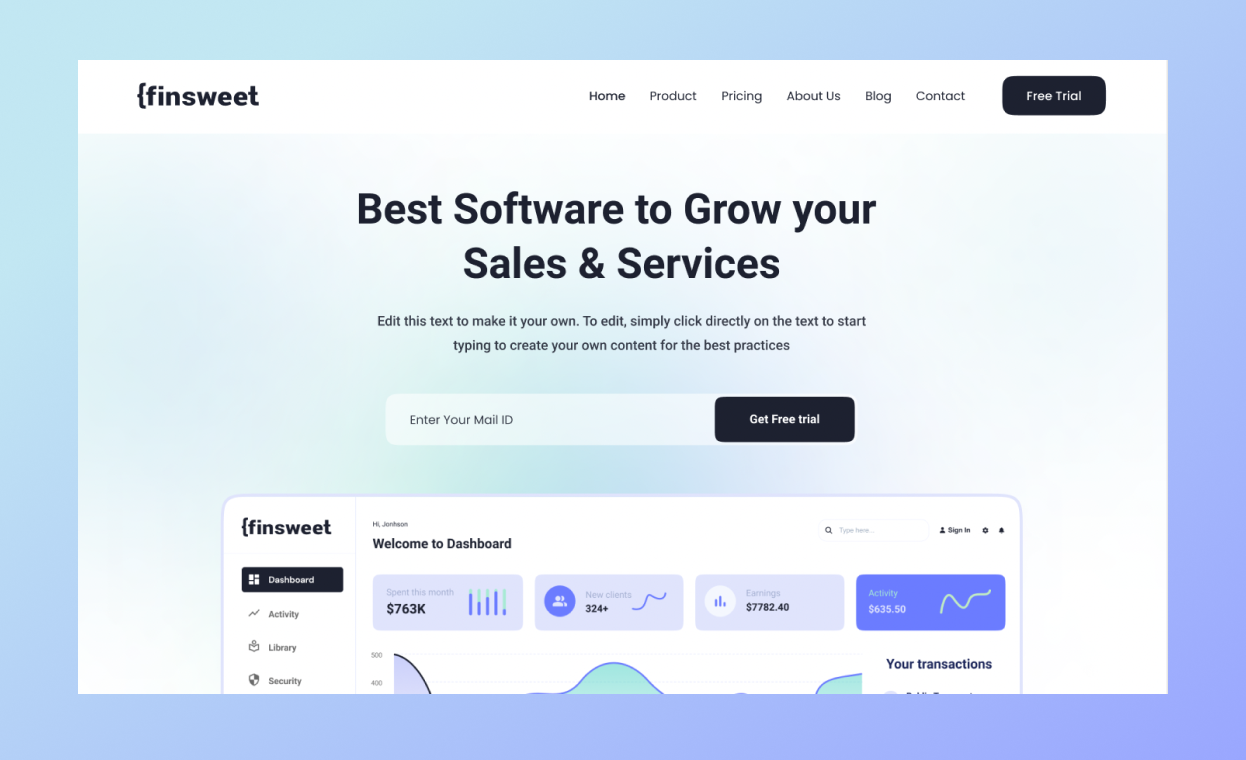 {finsweet
Home Product Pricing About Us Blog Contact Free Trial
Best Software to Grow your
Sales & Services
Edit this text to make it your own. To edit, simply click directly on the text to start
typing to create your own content for the best practices
Enter Your Mail ID
Get Free trial
{finsweet
Dashboard
Activity
Library
Security
Hi, Jonhson
Welcome to Dashboard
Type here...
Sign In
Spent this month
$763K
New clients
324+
Earnings
$7782.40
Activity
$635.50
500
400
Your transactions